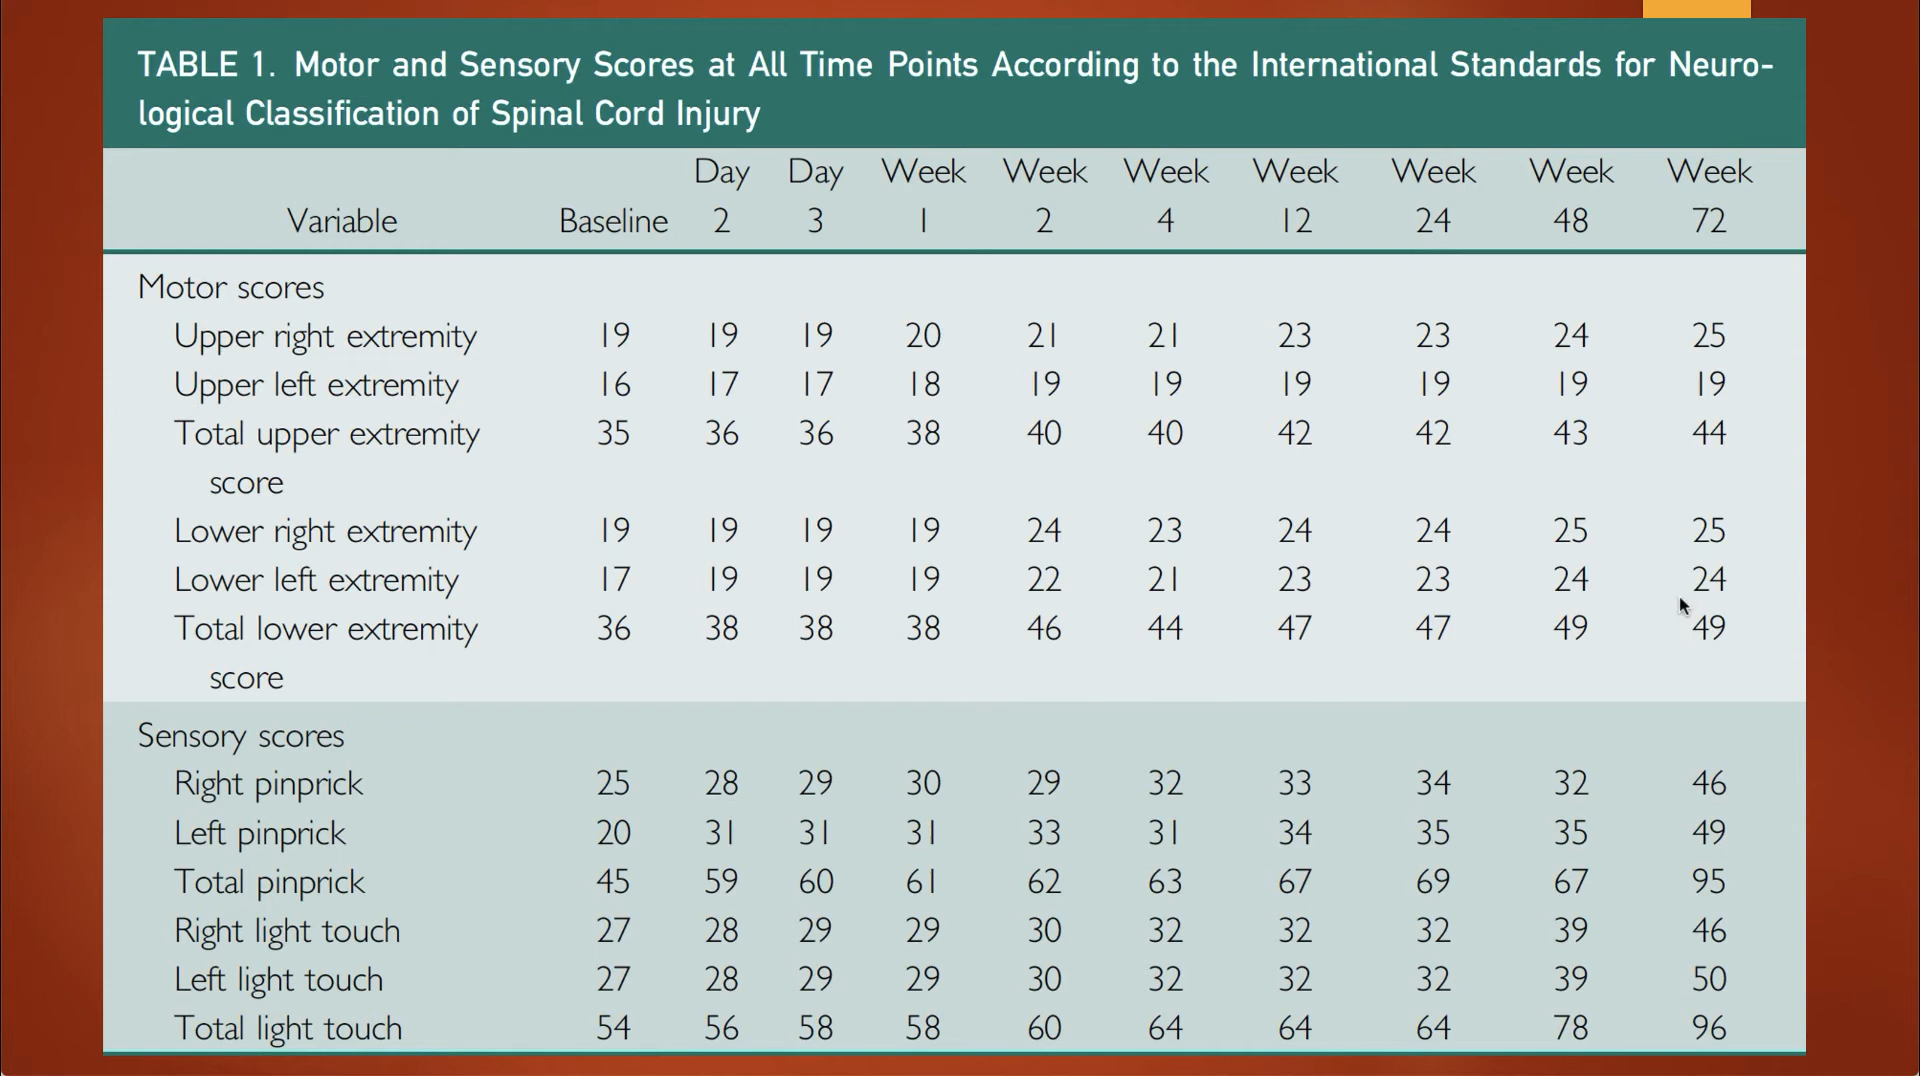 TABLE 1. Motor and Sensory Scores at All Time Points According to the International Standards for Neuro-
logical Classification of Spinal Cord Injury
Day Day Week Week Week Week Week Week Week
Variable Baseline 2 3 1 2 4 12 24 48 72
Motor scores
Upper right extremity 19 19 19 20 21 21 23 23 24 25
Upper left extremity 16 17 17 18 19 19 19 19 19 19
Total upper extremity 35 36 36 38 40 40 42 42 43 44
score
Lower right extremity 19 19 19 19 24 23 24 24 25 25
Lower left extremity 17 19 19 19 22 21 23 23 24 24
Total lower extremity 36 38 38 38 46 44 47 47 49 49
score
Sensory scores
Right pinprick 25 28 29 30 29 32 33 34 32 46
Left pinprick 20 31 31 31 33 31 34 35 35 49
Total pinprick 45 59 60 61 62 63 67 69 67 95
Right light touch 27 28 29 29 30 32 32 32 39 46
Left light touch 27 28 29 29 30 32 32 32 39 50
Total light touch 54 56 58 58 60 64 64 64 78 96